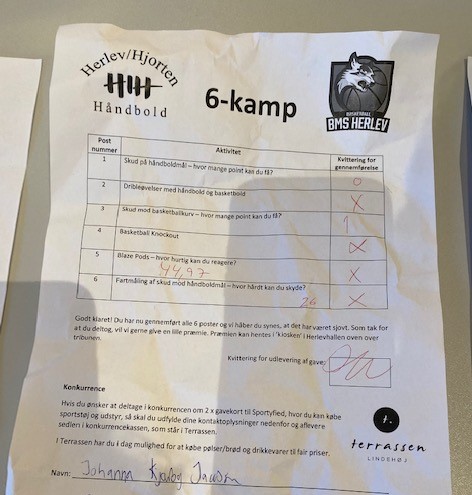 Herlev/Hjorten
Håndbold
6-kamp
BASKETBALL
BMS HERLEV
Post nummer Aktivitet Kvittering for gennemførelse
1 Skud på håndboldmål – hvor mange point kan du få? 0
2 Dribleøvelser med håndbold og basketbold X
3 Skud mod basketballkurv – hvor mange point kan du få? 1
4 Basketball Knockout X
5 Blaze Pods – hvor hurtig kan du reagere? 44,97 X
6 Fartmåling af skud mod håndboldmål – hvor hårdt kan du skyde? 26 X
Godt klaret! Du har nu gennemført alle 6 poster og vi håber du synes, at det har været sjovt. Som tak for
at du deltog, vil vi gerne give en lille præmie. Præmien kan hentes i 'kiosken' i Herlevhallen oven over
tribunen.
Kvittering for udlevering af gave:
Konkurrence
Hvis du ønsker at deltage i konkurrencen om 2 x gavekort til Sportyfied, hvor du kan købe
sportstøj og udstyr, så skal du udfylde dine kontaktoplysninger nedenfor og aflevere
sedlen i konkurrencekassen, som står i Terrassen.
I Terrassen har du i dag mulighed for at købe pølser/brød og drikkevarer til fair priser.
t.
terrassen
LINDEHØJ
Navn: Johanna